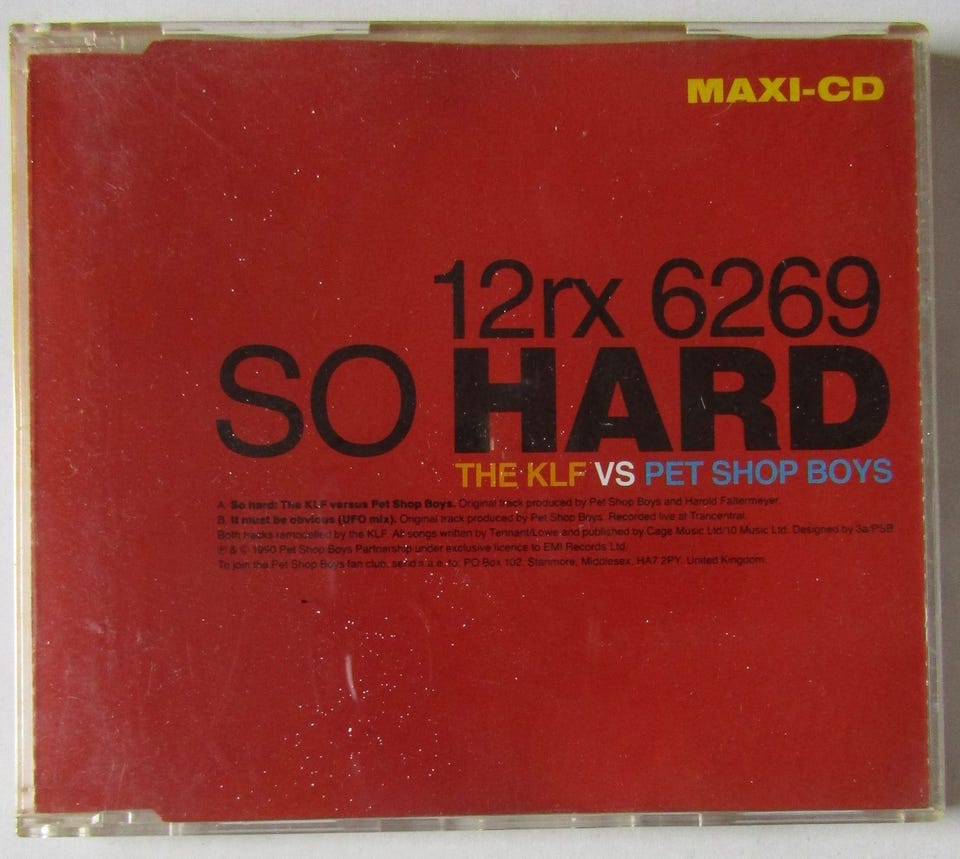 MAXI-CD
12rx 6269
SO HARD
THE KLF VS PET SHOP BOYS
A. So hard: The KLF versus Pet Shop Boys. Original track produced by Pet Shop Boys and Harold Faltermeyer.
B. It must be obvious (UFO mix). Original track produced by Pet Shop Boys. Recorded live at Trancentral.
Both tracks remodelled by the KLF. All songs written by Tennant/Lowe and published by Cage Music Ltd/10 Music Ltd. Designed by 3a/PSB
℗ & © 1990 Pet Shop Boys Partnership under exclusive licence to EMI Records Ltd.
To join the Pet Shop Boys fan club, send s.a.e. to: PO Box 102, Stanmore, Middlesex, HA7 2PY, United Kingdom.